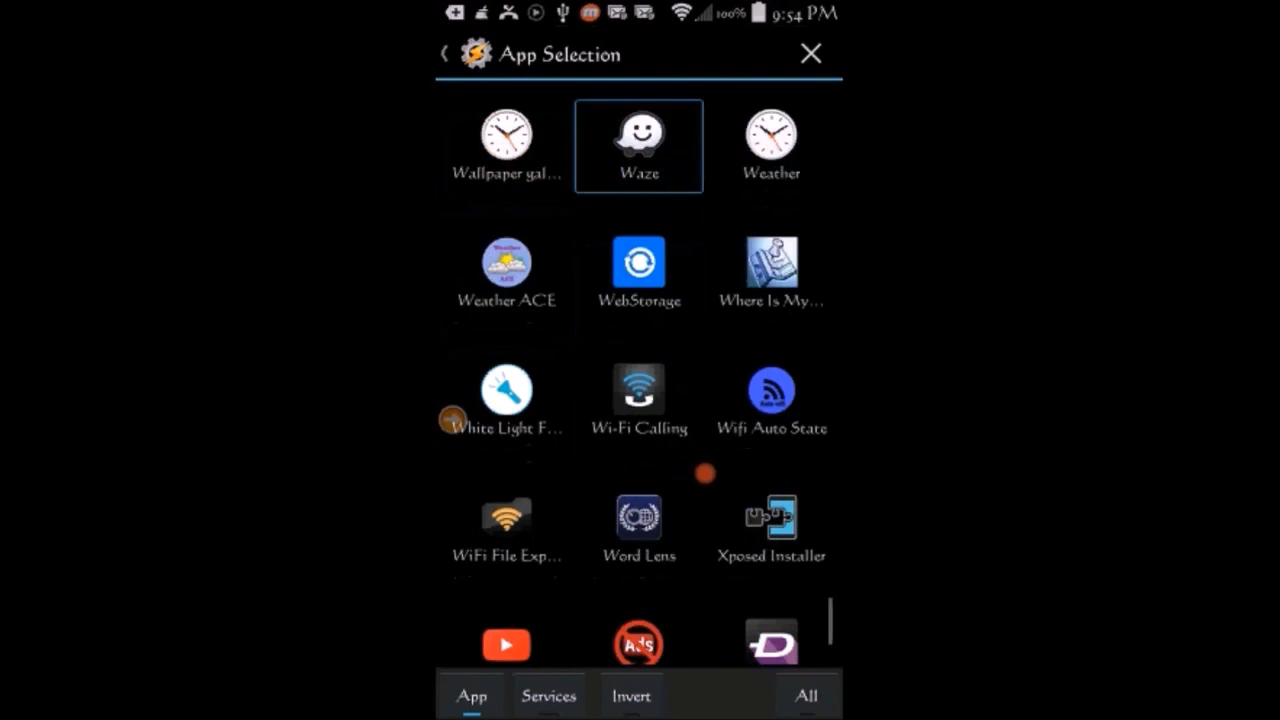 100% 9:54 PM
App Selection
Wallpaper gal... Waze Weather
Weather ACE WebStorage Where Is My...
White Light F... Wi-Fi Calling Wifi Auto State
WiFi File Exp... Word Lens Xposed Installer
Ads
App Services Invert All